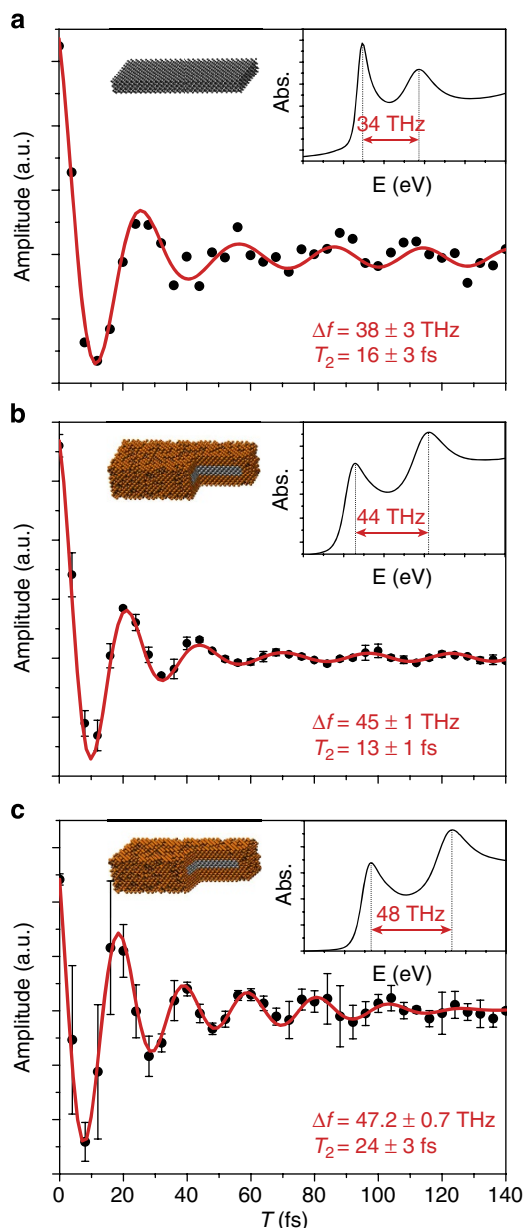 a
Amplitude (a.u.)
Abs.
34 THz
E (eV)
Δf = 38 ± 3 THz
T₂ = 16 ± 3 fs
b
Amplitude (a.u.)
Abs.
44 THz
E (eV)
Δf = 45 ± 1 THz
T₂ = 13 ± 1 fs
c
Amplitude (a.u.)
Abs.
48 THz
E (eV)
Δf = 47.2 ± 0.7 THz
T₂ = 24 ± 3 fs
0 20 40 60 80 100 120 140
T (fs)